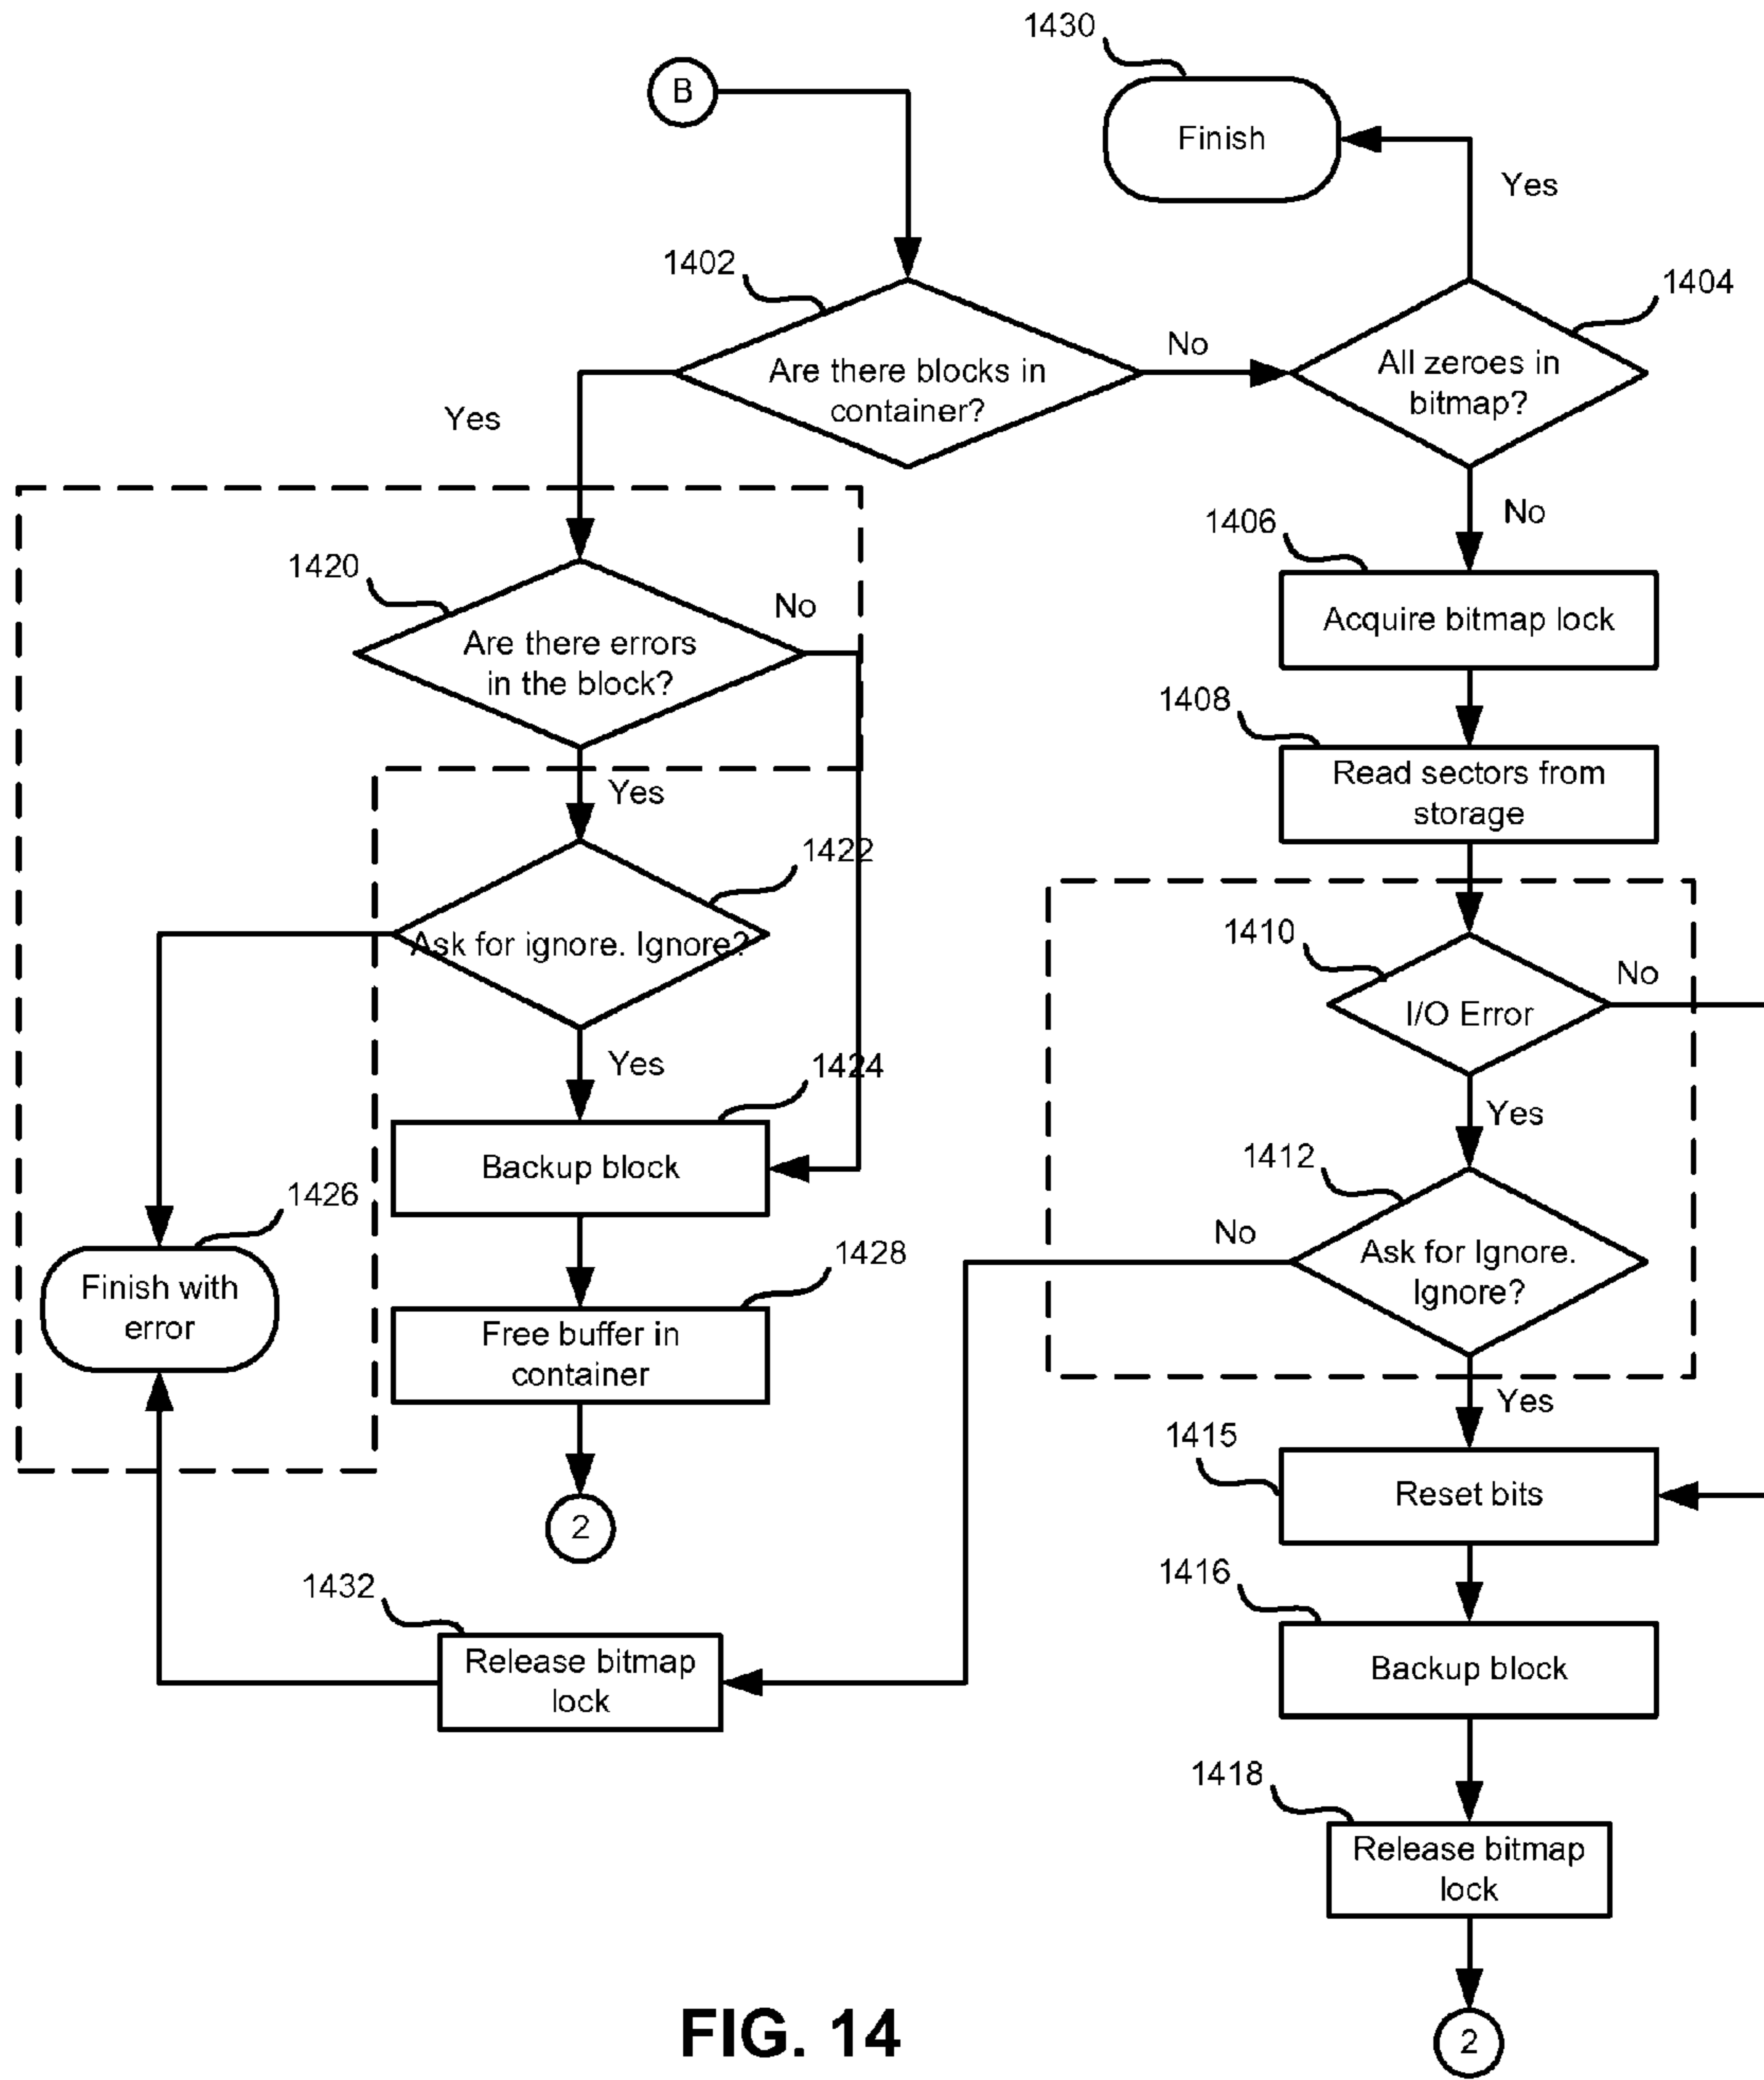 1430
B
Finish
Yes
1402
1404
Are there blocks in
container?
No
All zeroes in
bitmap?
Yes
No
1406
1420
No
Are there errors
in the block?
Acquire bitmap lock
1408
Read sectors from
storage
Yes
1422
Ask for ignore. Ignore?
1410
No
I/O Error
Yes
1424
Yes
1412
Backup block
1426
No
1428
Ask for Ignore.
Ignore?
Finish with
error
Free buffer in
container
Yes
1415
Reset bits
2
1432
1416
Release bitmap
lock
Backup block
1418
Release bitmap
lock
FIG. 14
2